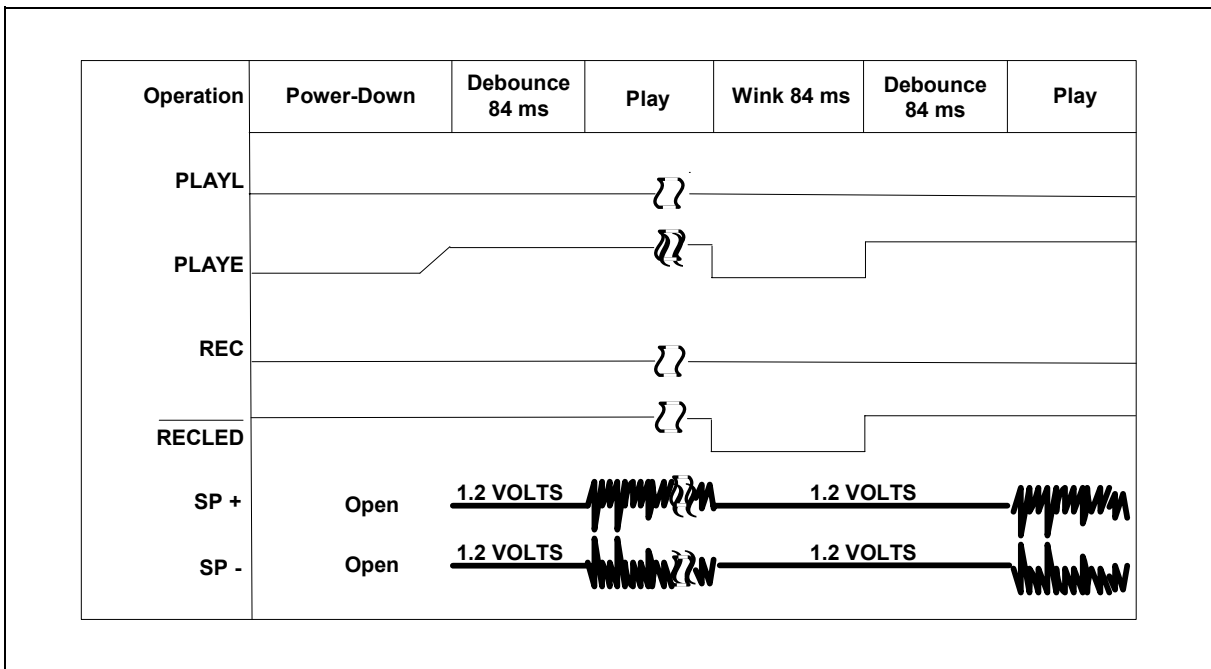 Operation Power-Down Debounce 84 ms Play Wink 84 ms Debounce 84 ms Play
PLAYL
PLAYE
REC
RECLED
SP + Open 1.2 VOLTS 1.2 VOLTS
SP - Open 1.2 VOLTS 1.2 VOLTS